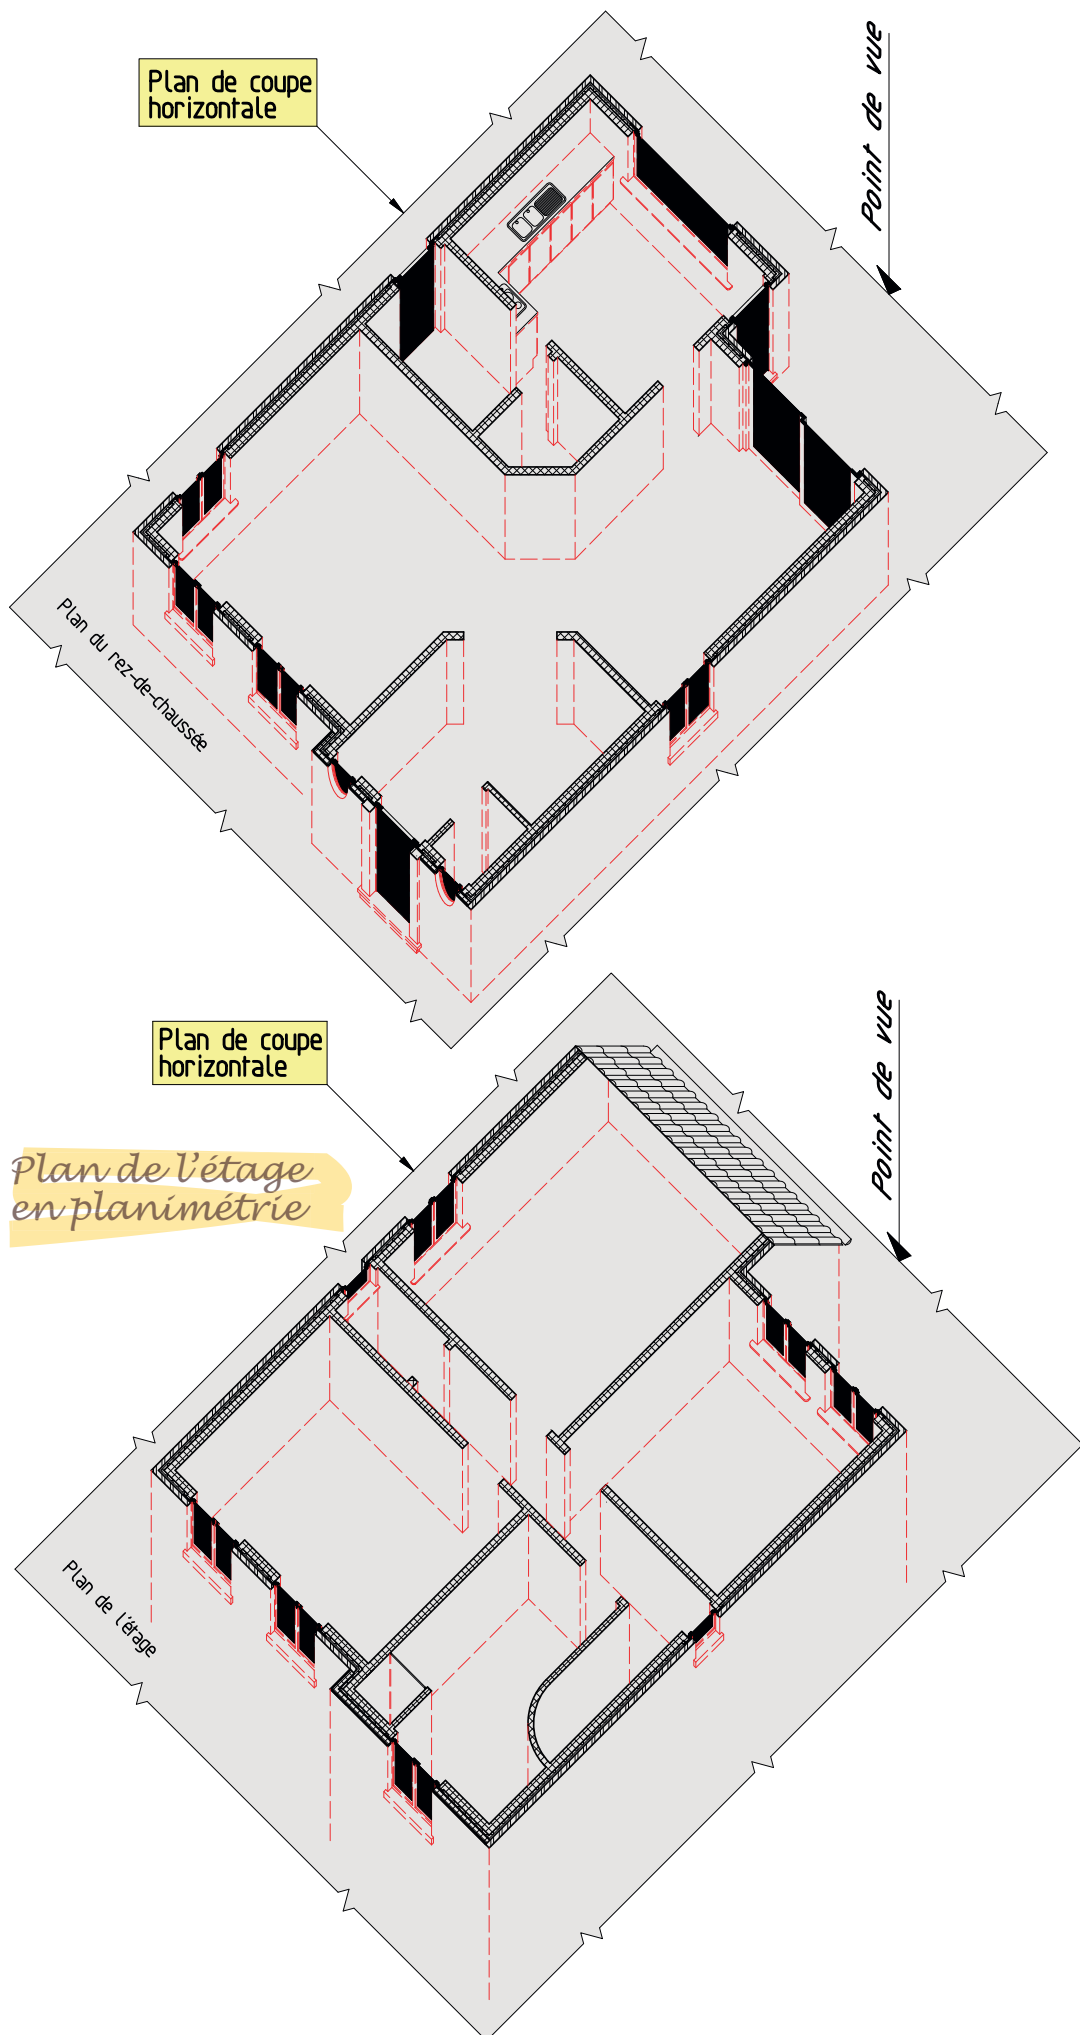 Plan de coupe
horizontale
Point de vue
Plan du rez-de-chaussée
Plan de coupe
horizontale
Point de vue
Plan de l'étage
en planimétrie
Plan de l'étage